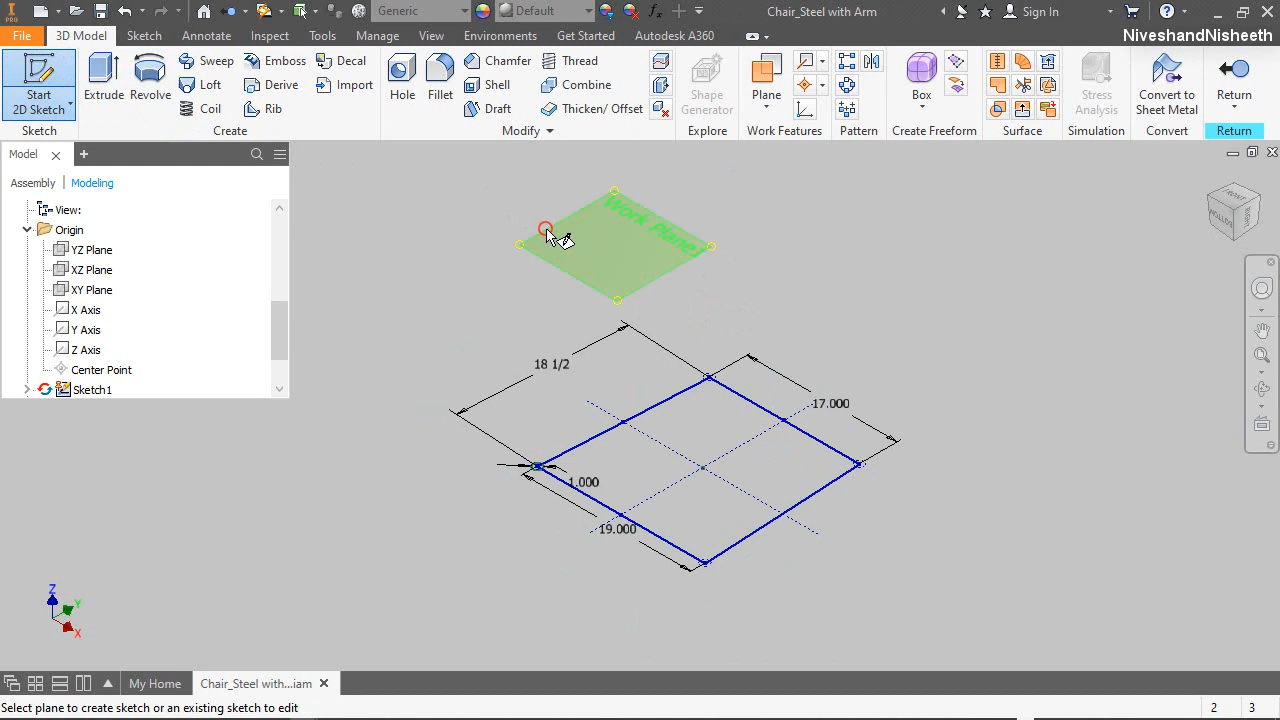 PRO
Generic
Default
Chair_Steel with Arm
Sign In
File
3D Model
Sketch
Annotate
Inspect
Tools
Manage
View
Environments
Get Started
Autodesk A360
NiveshandNisheeth
Start
2D Sketch
Extrude
Revolve
Sweep
Loft
Coil
Emboss
Derive
Rib
Decal
Import
Hole
Fillet
Chamfer
Shell
Draft
Thread
Combine
Thicken/ Offset
Shape
Generator
Plane
Box
Stress
Analysis
Convert to
Sheet Metal
Return
Sketch
Create
Modify
Explore
Work Features
Pattern
Create Freeform
Surface
Simulation
Convert
Return
Model
Assembly
Modeling
View:
Origin
YZ Plane
XZ Plane
XY Plane
X Axis
Y Axis
Z Axis
Center Point
Sketch1
FRONT
BOTTOM
18 1/2
17.000
1.000
19.000
Z
Y
X
My Home
Chair_Steel with...iam
Select plane to create sketch or an existing sketch to edit
2
3